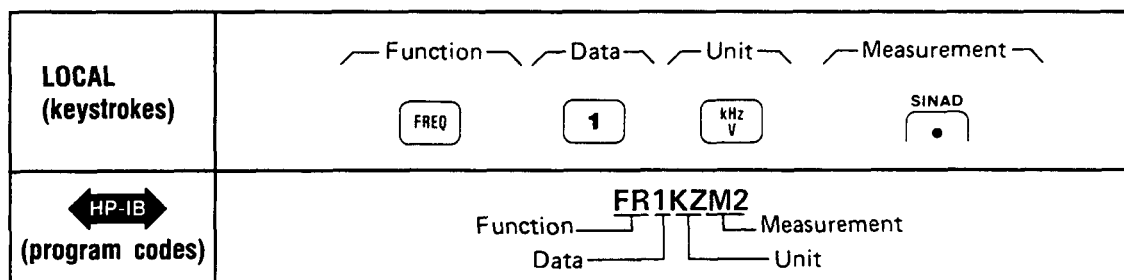 LOCAL
(keystrokes)
Function Data Unit Measurement
FREQ 1 kHz V SINAD
HP-IB
(program codes)
FR1KZM2
Function Measurement
Data Unit